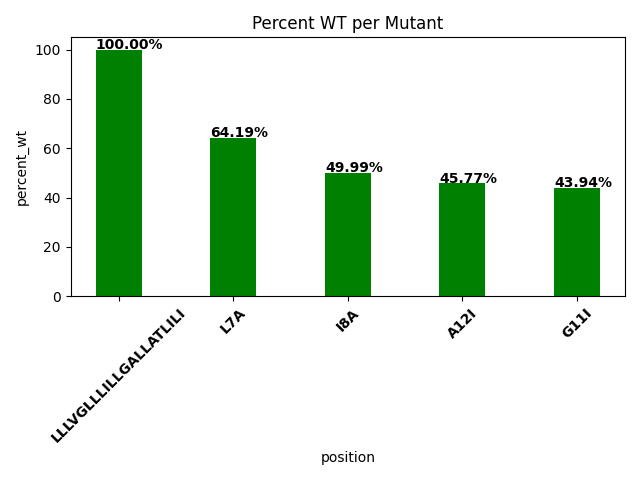 Percent WT per Mutant
percent_wt
100
80
60
40
20
0
100.00%
64.19%
49.99%
45.77%
43.94%
LLLVGLLLILLGALLATLILI
L7A
I8A
A12I
G11I
position